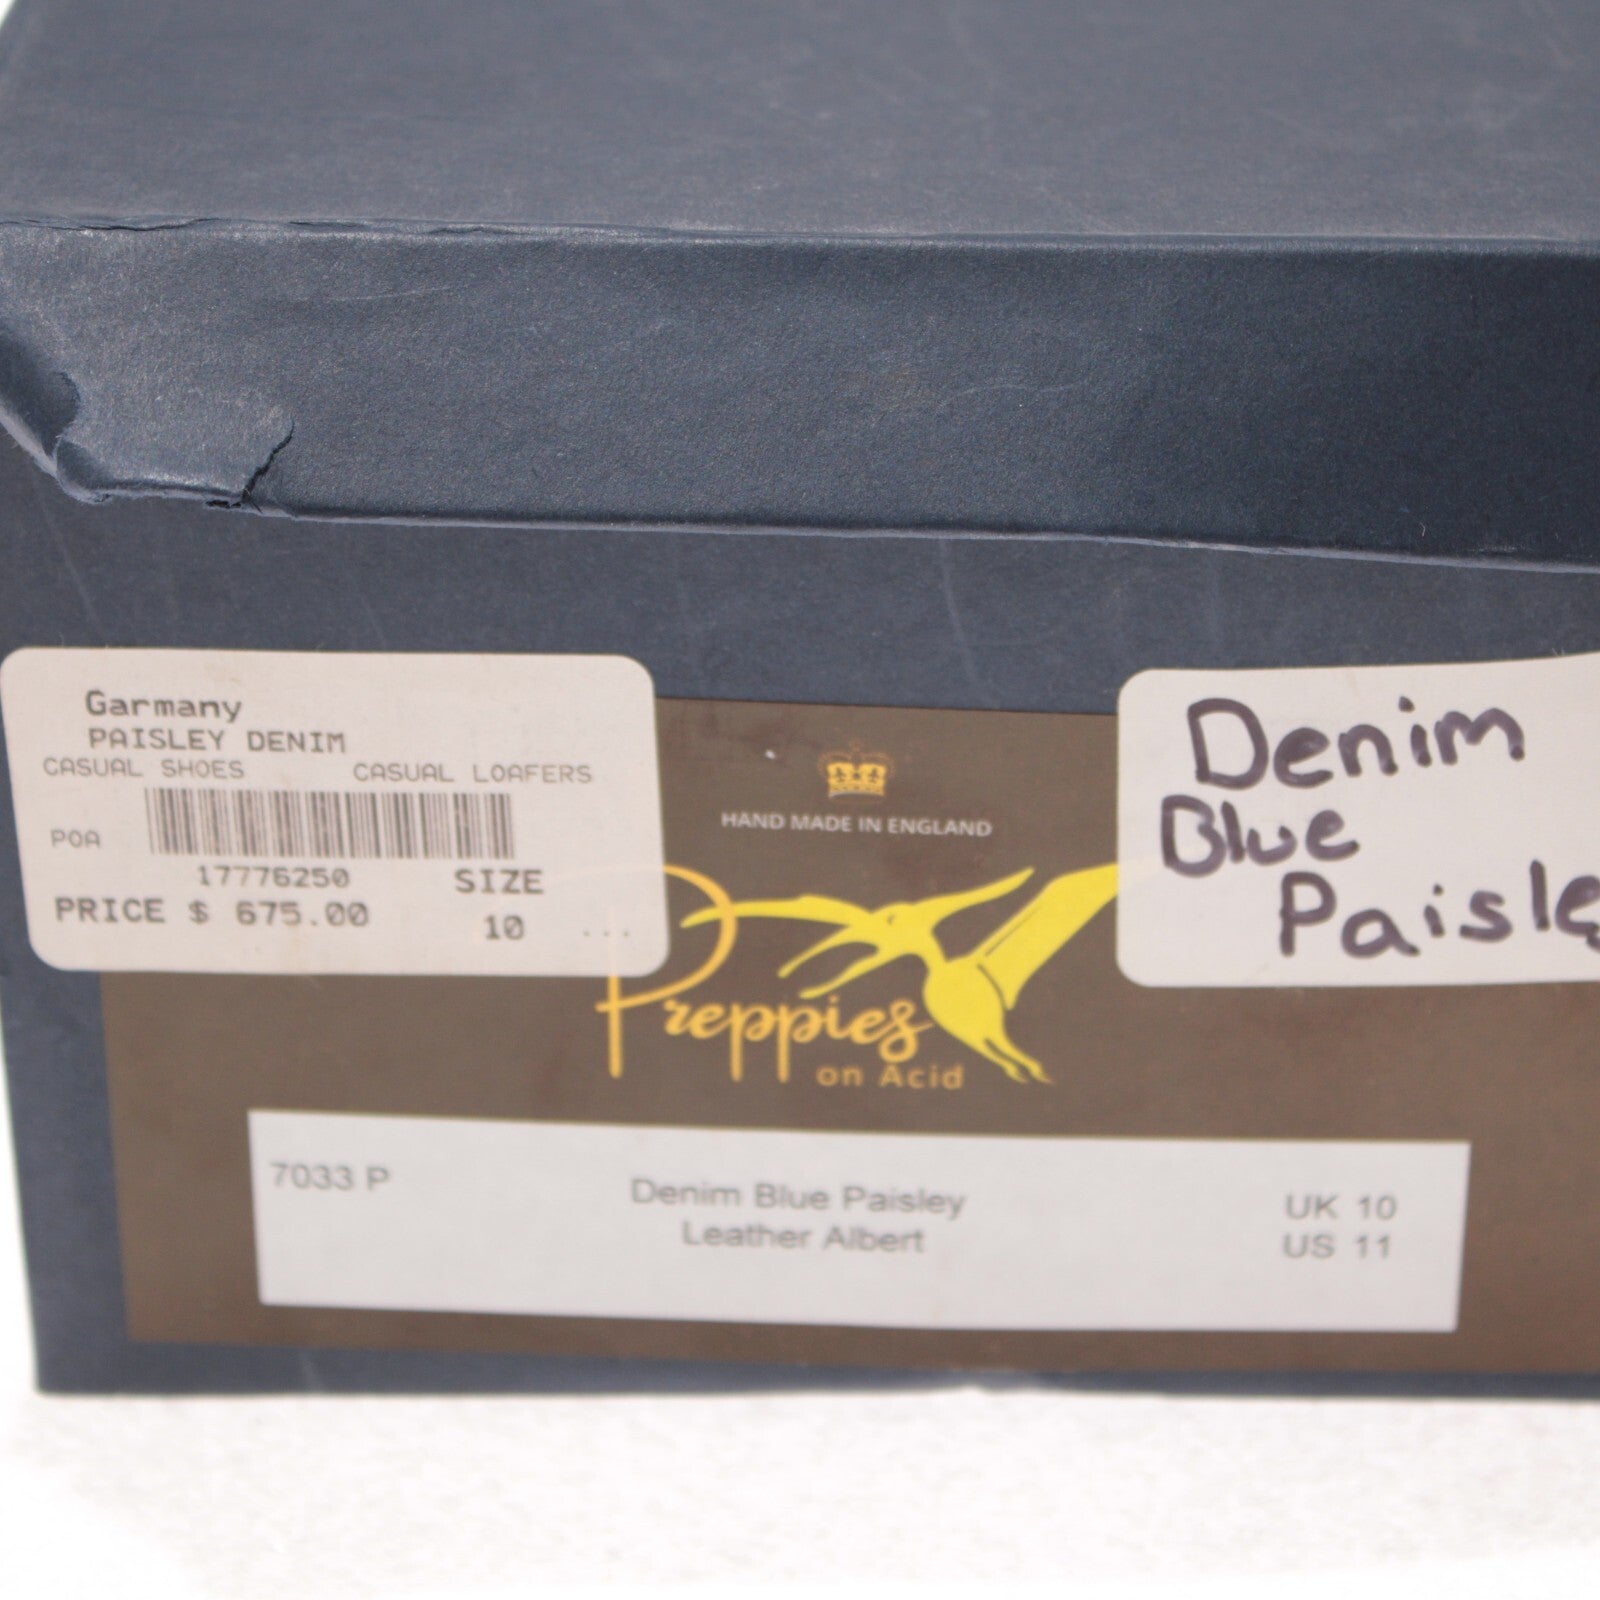 Garmany
PAISLEY DENIM
CASUAL SHOES CASUAL LOAFERS
POA
17776250 SIZE
PRICE $ 675.00 10 ...
HAND MADE IN ENGLAND
Preppies
on Acid
Denim
Blue
Paisle
7033 P Denim Blue Paisley UK 10
Leather Albert US 11